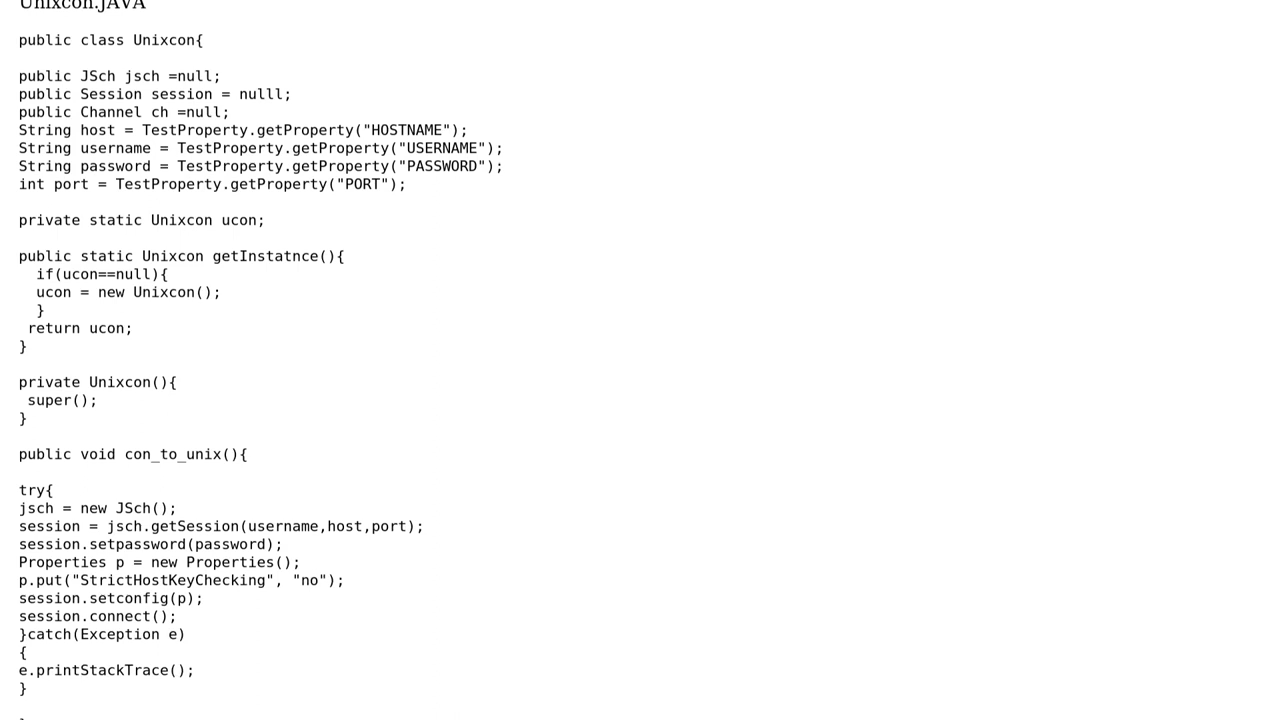 Unixcon.JAVA
public class Unixcon{
public JSch jsch =null;
public Session session = nulll;
public Channel ch =null;
String host = TestProperty.getProperty("HOSTNAME");
String username = TestProperty.getProperty("USERNAME");
String password = TestProperty.getProperty("PASSWORD");
int port = TestProperty.getProperty("PORT");
private static Unixcon ucon;
public static Unixcon getInstatnce(){
if(ucon==null){
ucon = new Unixcon();
}
return ucon;
}
private Unixcon(){
super();
}
public void con_to_unix(){
try{
jsch = new JSch();
session = jsch.getSession(username,host,port);
session.setpassword(password);
Properties p = new Properties();
p.put("StrictHostKeyChecking", "no");
session.setconfig(p);
session.connect();
}catch(Exception e)
{
e.printStackTrace();
}